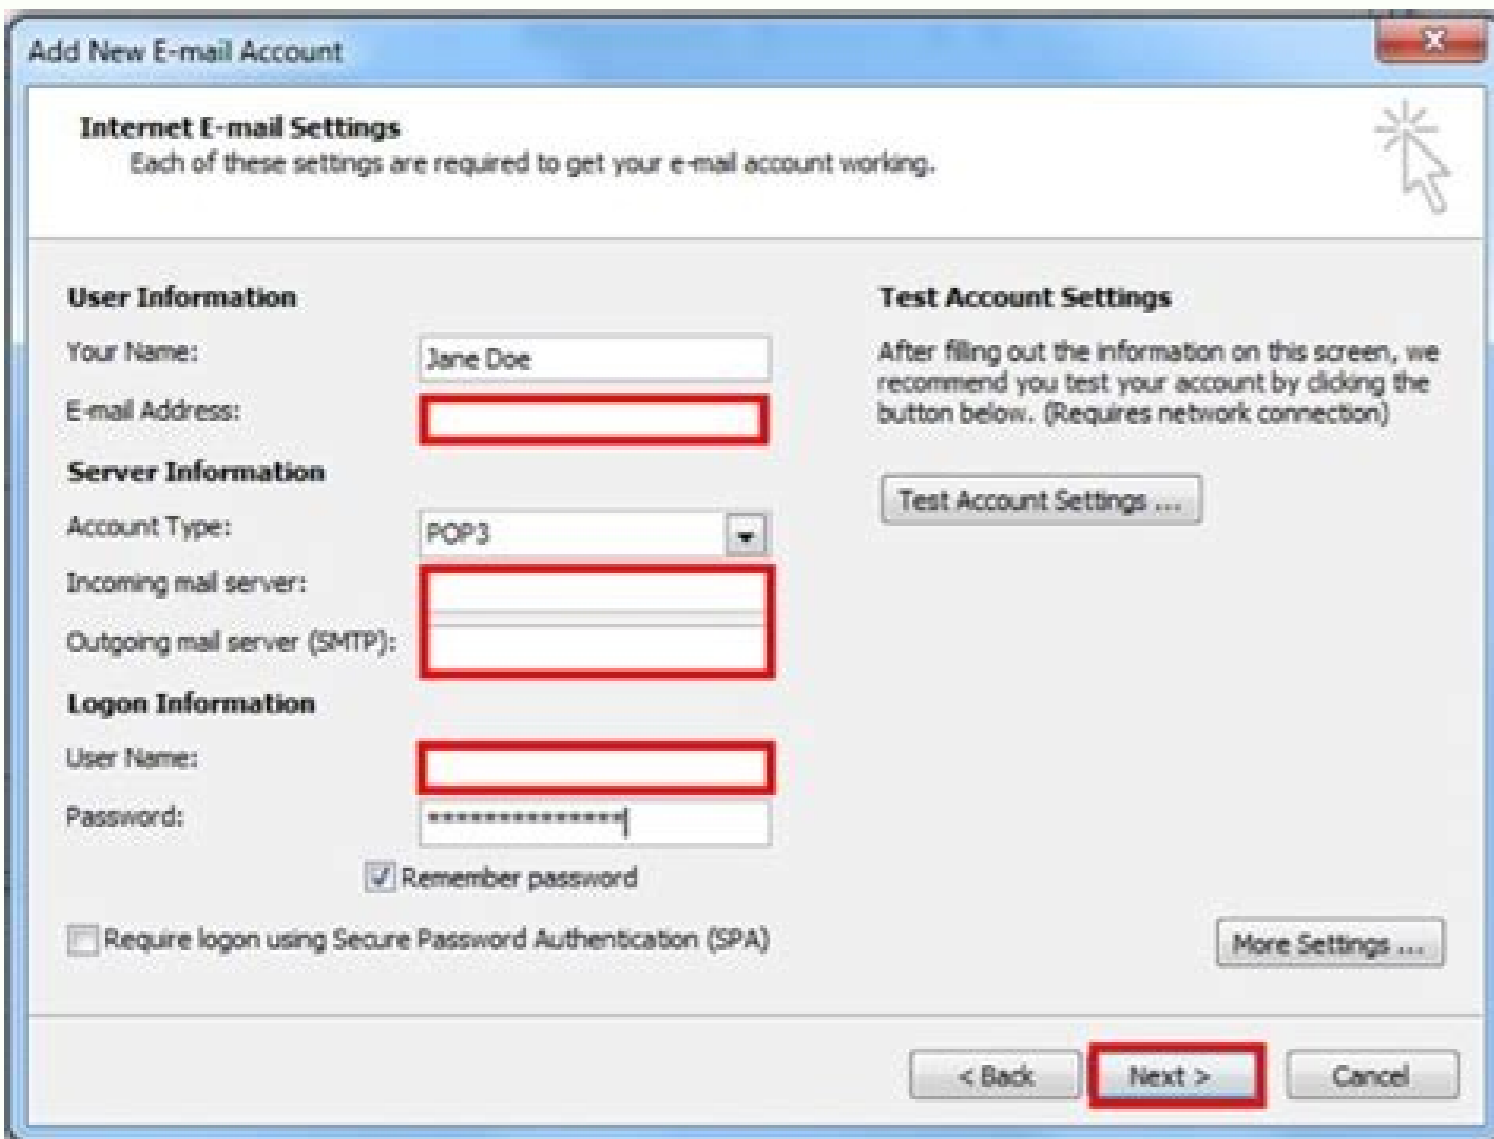 Add New E-mail Account
x
Internet E-mail Settings
Each of these settings are required to get your e-mail account working.
User Information
Your Name:
Jane Doe
E-mail Address:
Server Information
Account Type:
POP3
Incoming mail server:
Outgoing mail server (SMTP):
Logon Information
User Name:
Password:
**************
Remember password
Require logon using Secure Password Authentication (SPA)
Test Account Settings
After filling out the information on this screen, we
recommend you test your account by clicking the
button below. (Requires network connection)
Test Account Settings ...
More Settings ...
< Back
Next >
Cancel